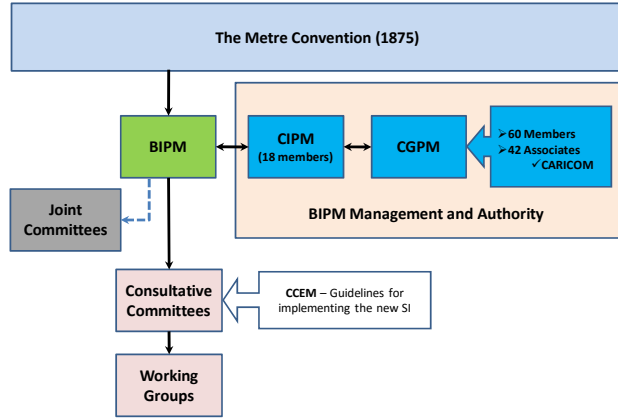 The Metre Convention (1875)
BIPM
CIPM
(18 members)
CGPM
➢60 Members
➢42 Associates
✓CARICOM
BIPM Management and Authority
Joint
Committees
Consultative
Committees
CCEM – Guidelines for
implementing the new SI
Working
Groups